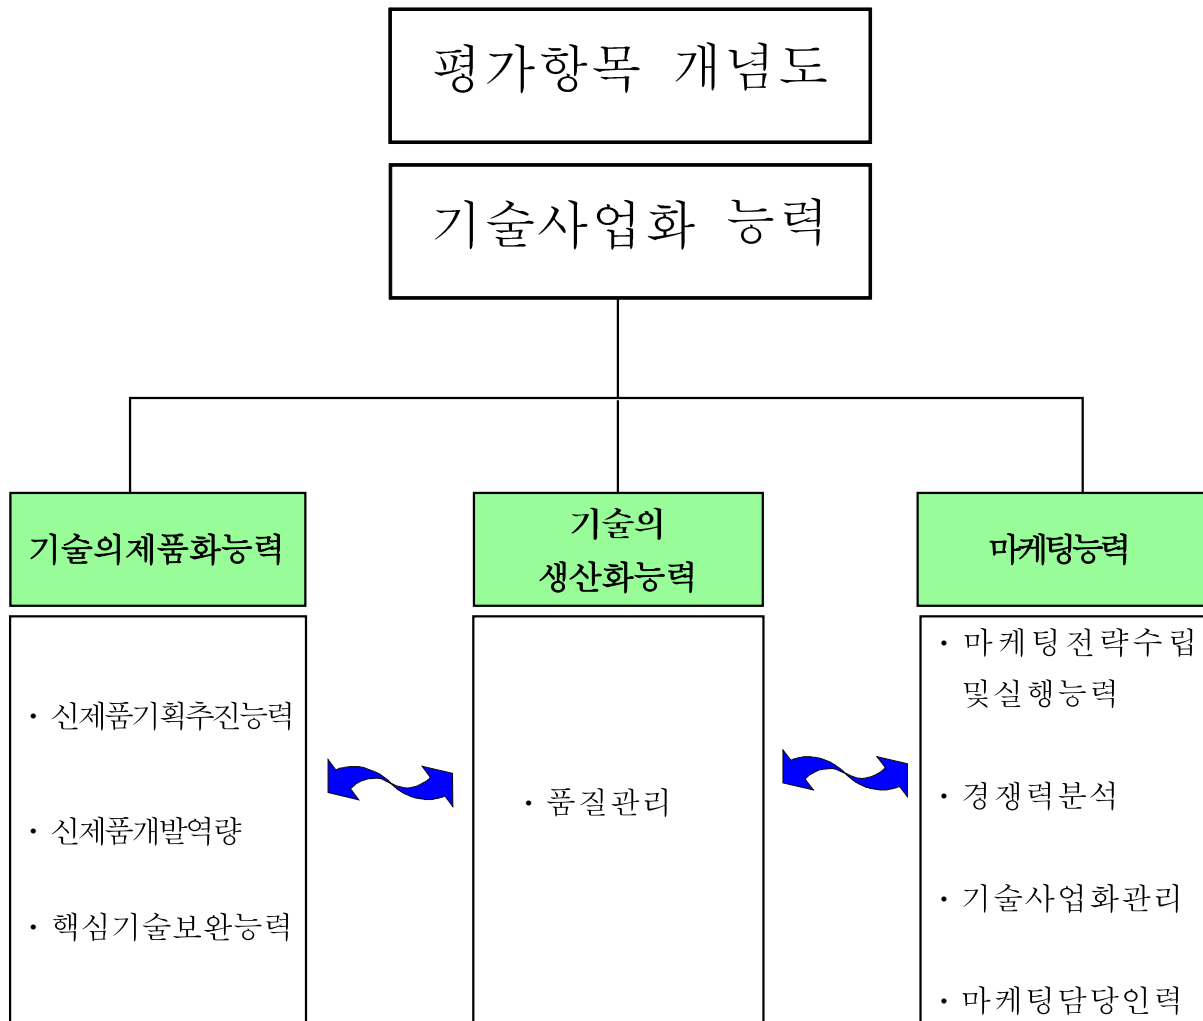 평가항목 개념도
기술사업화 능력
기술의제품화능력
· 신제품기획추진능력
· 신제품개발역량
· 핵심기술보완능력
기술의
생산화능력
· 품질관리
마케팅능력
· 마케팅전략수립
및실행능력
· 경쟁력분석
· 기술사업화관리
· 마케팅담당인력